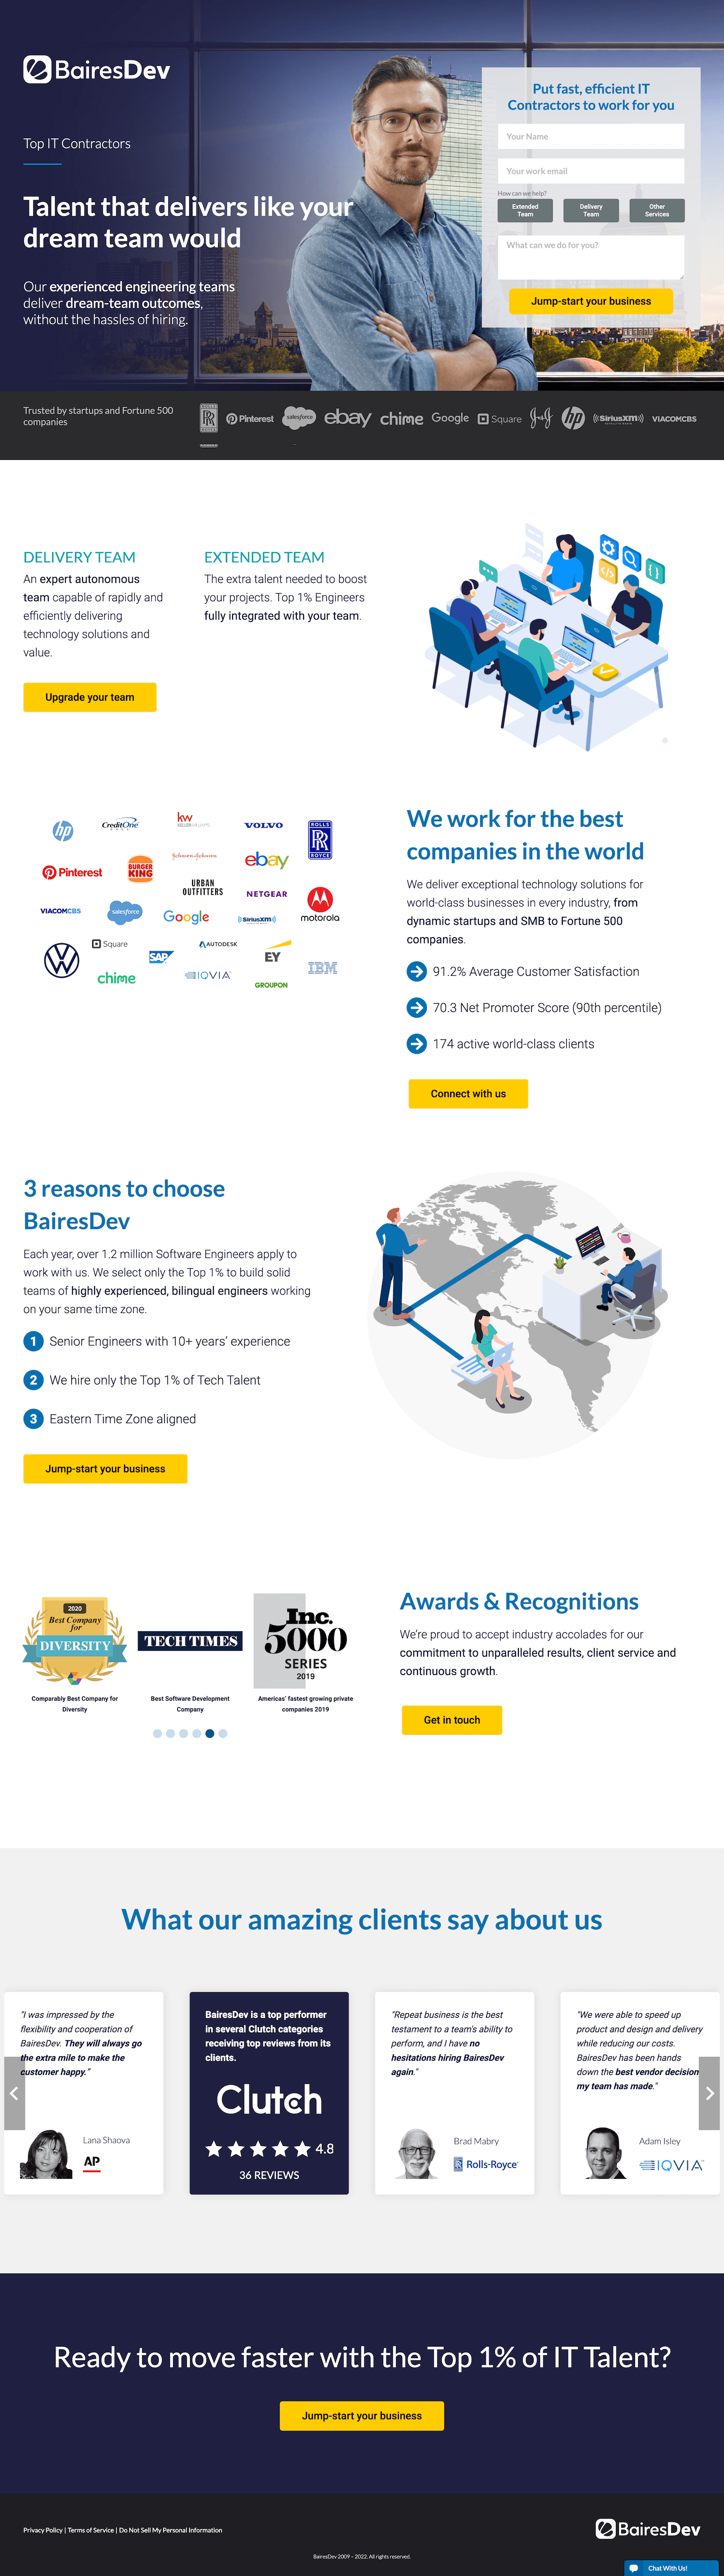 BairesDev
Top IT Contractors
Talent that delivers like your
dream team would
Our experienced engineering teams
deliver dream-team outcomes,
without the hassles of hiring.
Put fast, efficient IT
Contractors to work for you
Your Name
Your work email
How can we help?
Extended
Team
Delivery
Team
Other
Services
What can we do for you?
Jump-start your business
Trusted by startups and Fortune 500
companies
ROLLS
RR
ROYCE
Pinterest
salesforce
ebay
chime
Google
Square
J&J
hp
SiriusXM
VIACOMCBS
DELIVERY TEAM
An expert autonomous
team capable of rapidly and
efficiently delivering
technology solutions and
value.
EXTENDED TEAM
The extra talent needed to boost
your projects. Top 1% Engineers
fully integrated with your team.
Upgrade your team
hp
CreditOne
BANK
kw
KELLERWILLIAMS
VOLVO
ROLLS
RR
ROYCE
Pinterest
BURGER
KING
Johnson & Johnson
ebay
URBAN
OUTFITTERS
NETGEAR
motorola
VIACOMCBS
salesforce
Google
SiriusXM
Square
SAP
AUTODESK
EY
chime
IQVIA
IBM
GROUPON
We work for the best
companies in the world
We deliver exceptional technology solutions for
world-class businesses in every industry, from
dynamic startups and SMB to Fortune 500
companies.
91.2% Average Customer Satisfaction
70.3 Net Promoter Score (90th percentile)
174 active world-class clients
Connect with us
3 reasons to choose
BairesDev
Each year, over 1.2 million Software Engineers apply to
work with us. We select only the Top 1% to build solid
teams of highly experienced, bilingual engineers working
on your same time zone.
1 Senior Engineers with 10+ years’ experience
2 We hire only the Top 1% of Tech Talent
3 Eastern Time Zone aligned
Jump-start your business
2020
Best Company
for
DIVERSITY
Comparably Best Company for
Diversity
TECH TIMES
Best Software Development
Company
Inc.
5000
SERIES
2019
Americas’ fastest growing private
companies 2019
Awards & Recognitions
We’re proud to accept industry accolades for our
commitment to unparalleled results, client service and
continuous growth.
Get in touch
What our amazing clients say about us
"I was impressed by the
flexibility and cooperation of
BairesDev. They will always go
the extra mile to make the
customer happy."
Lana Shaova
AP
BairesDev is a top performer
in several Clutch categories
receiving top reviews from its
clients.
Clutch
4.8
36 REVIEWS
"Repeat business is the best
testament to a team's ability to
perform, and I have no
hesitations hiring BairesDev
again."
Brad Mabry
Rolls-Royce
"We were able to speed up
product and design and delivery
while reducing our costs.
BairesDev has been hands
down the best vendor decision
my team has made."
Adam Isley
IQVIA
Ready to move faster with the Top 1% of IT Talent?
Jump-start your business
Privacy Policy | Terms of Service | Do Not Sell My Personal Information
BairesDev
BairesDev 2009 - 2022. All rights reserved.
Chat With Us!